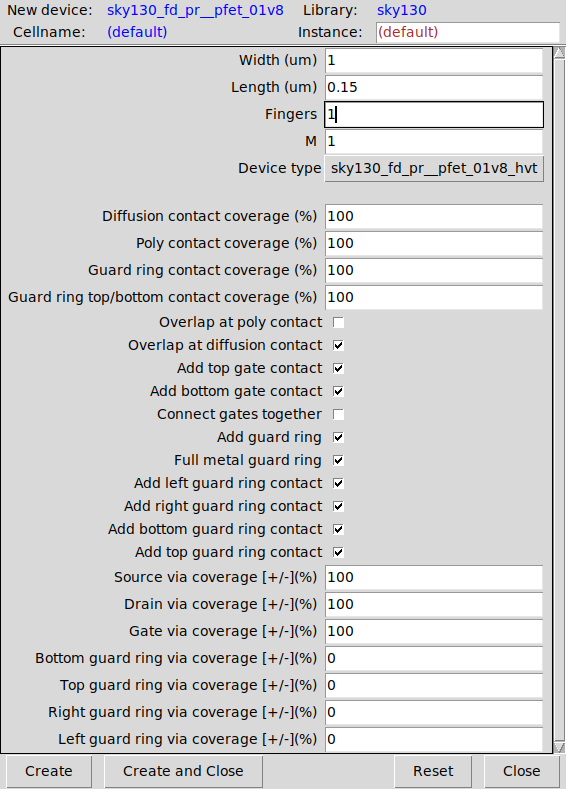 New device: sky130_fd_pr__pfet_01v8 Library: sky130
Cellname: (default) Instance: (default)
Width (um) 1
Length (um) 0.15
Fingers 1
M 1
Device type sky130_fd_pr__pfet_01v8_hvt
Diffusion contact coverage (%) 100
Poly contact coverage (%) 100
Guard ring contact coverage (%) 100
Guard ring top/bottom contact coverage (%) 100
Overlap at poly contact
Overlap at diffusion contact
Add top gate contact
Add bottom gate contact
Connect gates together
Add guard ring
Full metal guard ring
Add left guard ring contact
Add right guard ring contact
Add bottom guard ring contact
Add top guard ring contact
Source via coverage [+/-](%) 100
Drain via coverage [+/-](%) 100
Gate via coverage [+/-](%) 100
Bottom guard ring via coverage [+/-](%) 0
Top guard ring via coverage [+/-](%) 0
Right guard ring via coverage [+/-](%) 0
Left guard ring via coverage [+/-](%) 0
Create Create and Close Reset Close